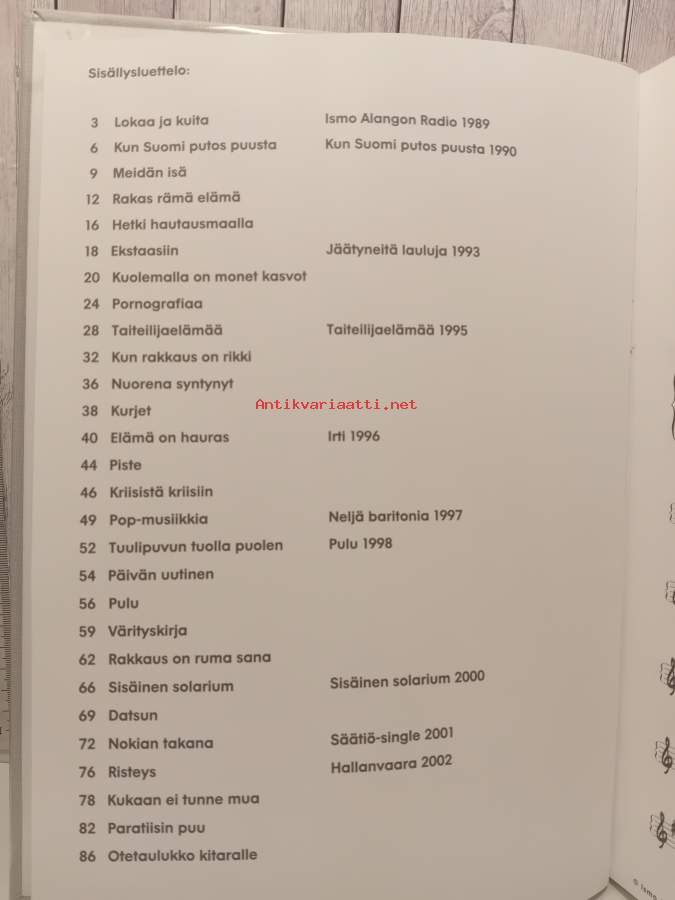 Sisällysluettelo:
3 Lokaa ja kuita Ismo Alangon Radio 1989
6 Kun Suomi putos puusta Kun Suomi putos puusta 1990
9 Meidän isä
12 Rakas rämä elämä
16 Hetki hautausmaalla
18 Ekstaasiin Jäätyneitä lauluja 1993
20 Kuolemalla on monet kasvot
24 Pornografiaa
28 Taiteilijaelämää Taiteilijaelämää 1995
32 Kun rakkaus on rikki
36 Nuorena syntynyt
Antikvariaatti.net
38 Kurjet
40 Elämä on hauras Irti 1996
44 Piste
46 Kriisistä kriisiin
49 Pop-musiikkia Neljä baritonia 1997
52 Tuulipuvun tuolla puolen Pulu 1998
54 Päivän uutinen
56 Pulu
59 Värityskirja
62 Rakkaus on ruma sana
66 Sisäinen solarium Sisäinen solarium 2000
69 Datsun
72 Nokian takana Säätiö-single 2001
76 Risteys Hallanvaara 2002
78 Kukaan ei tunne mua
82 Paratiisin puu
86 Otetaulukko kitaralle
© Ismo